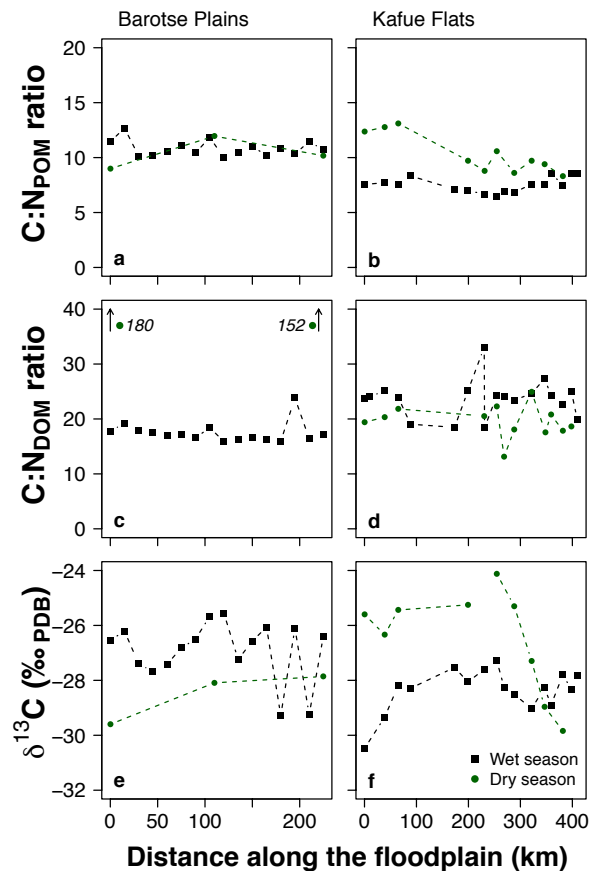 Barotse Plains
Kafue Flats
C:N POM ratio
20
15
10
5
0
a
b
C:N DOM ratio
40
30
20
10
0
180
152
c
d
δ13C (‰ PDB)
−24
−26
−28
−30
−32
e
f
Wet season
Dry season
0 50 100 200
0 100 200 300 400
Distance along the floodplain (km)